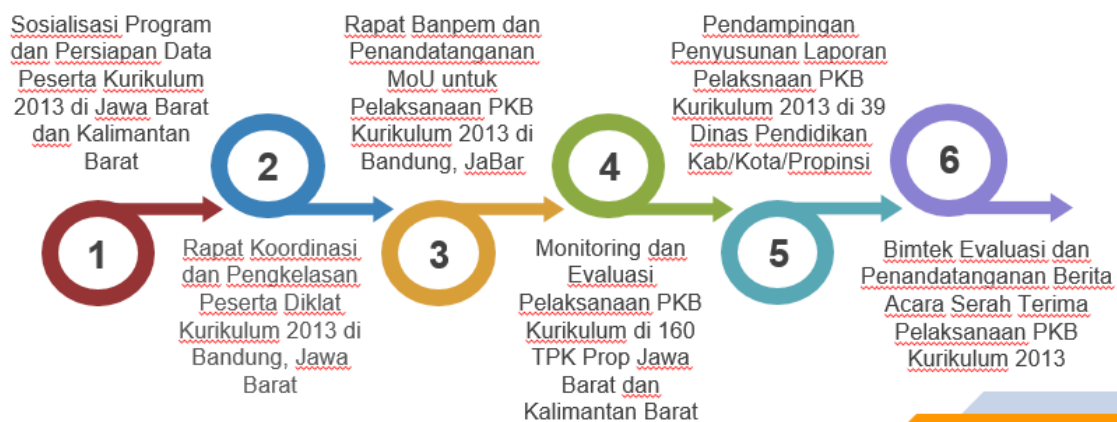 Sosialisasi Program
dan Persiapan Data
Peserta Kurikulum
2013 di Jawa Barat
dan Kalimantan
Barat
1
2
Rapat Koordinasi
dan Pengkelasan
Peserta Diklat
Kurikulum 2013 di
Bandung, Jawa
Barat
Rapat Banpem dan
Penandatanganan
MoU untuk
Pelaksanaan PKB
Kurikulum 2013 di
Bandung, JaBar
3
4
Monitoring dan
Evaluasi
Pelaksanaan PKB
Kurikulum di 160
TPK Prop Jawa
Barat dan
Kalimantan Barat
Pendampingan
Penyusunan Laporan
Pelaksnaan PKB
Kurikulum 2013 di 39
Dinas Pendidikan
Kab/Kota/Propinsi
5
6
Bimtek Evaluasi dan
Penandatanganan Berita
Acara Serah Terima
Pelaksanaan PKB
Kurikulum 2013